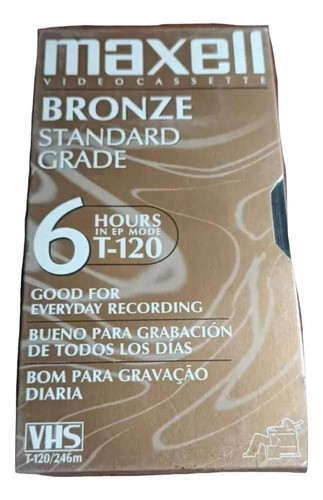 maxell
VIDEOCASSETTE
BRONZE
STANDARD
GRADE
6 HOURS
IN EP MODE
T-120
GOOD FOR
EVERYDAY RECORDING
BUENO PARA GRABACIÓN
DE TODOS LOS DÍAS
BOM PARA GRAVAÇÃO
DIARIA
VHS
T-120/246m